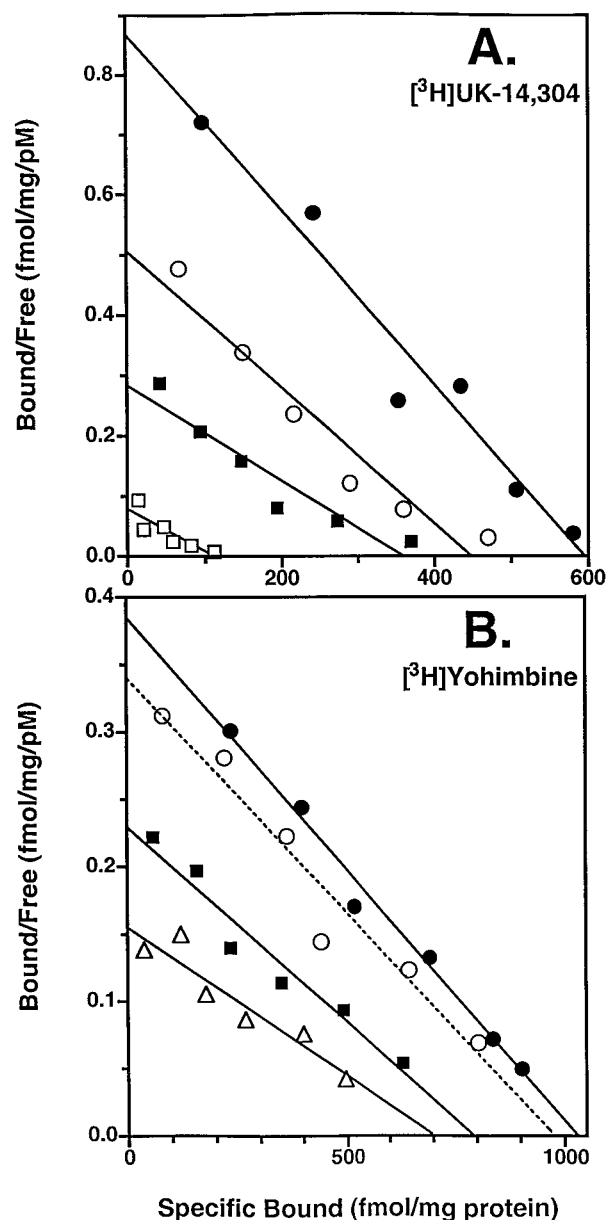 A.
[³H]UK-14,304
Bound/Free (fmol/mg/pM)
0.8
0.6
0.4
0.2
0.0
0
200
400
600
B.
[³H]Yohimbine
Bound/Free (fmol/mg/pM)
0.4
0.3
0.2
0.1
0.0
0
500
1000
Specific Bound (fmol/mg protein)